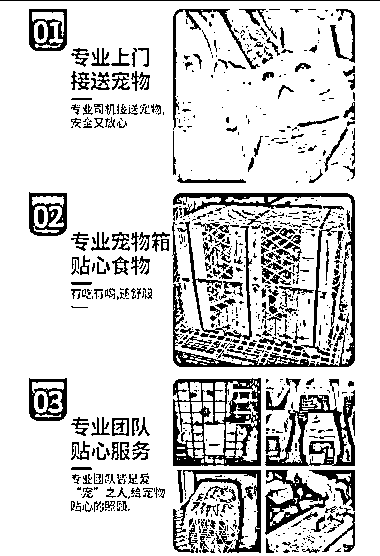 01
专业上门
接送宠物
专业司机接送宠物,
安全又放心
02
专业宠物箱
贴心食物
有吃有喝,还舒服
03
专业团队
贴心服务
专业团队皆是爱
“宠”之人,给宠物
贴心的照顾.